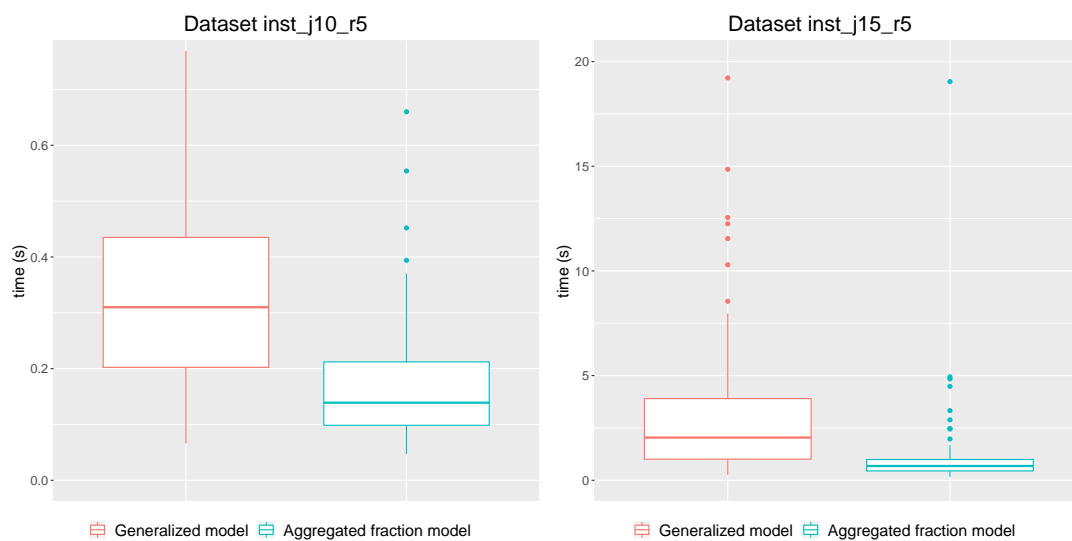 Dataset inst_j10_r5
time (s)
0.6
0.4
0.2
0.0
Generalized model
Aggregated fraction model
Dataset inst_j15_r5
time (s)
20
15
10
5
0
Generalized model
Aggregated fraction model